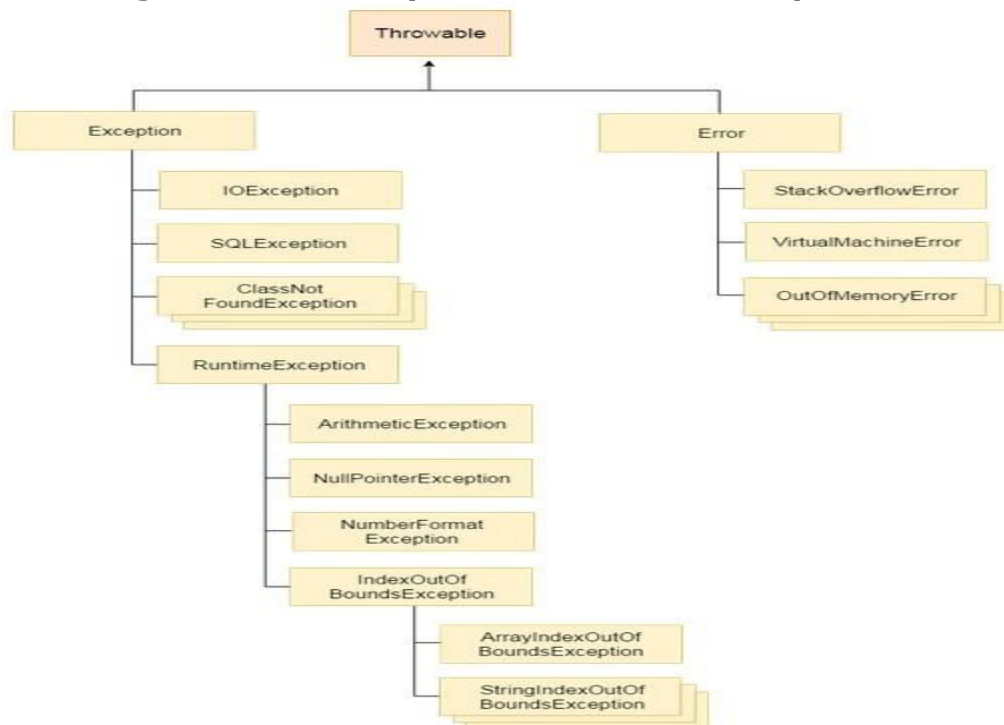 Throwable
Exception
Error
IOException
StackOverflowError
SQLException
VirtualMachineError
ClassNot
FoundException
OutOfMemoryError
RuntimeException
ArithmeticException
NullPointerException
NumberFormat
Exception
IndexOutOf
BoundsException
ArrayIndexOutOf
BoundsException
StringIndexOutOf
BoundsException